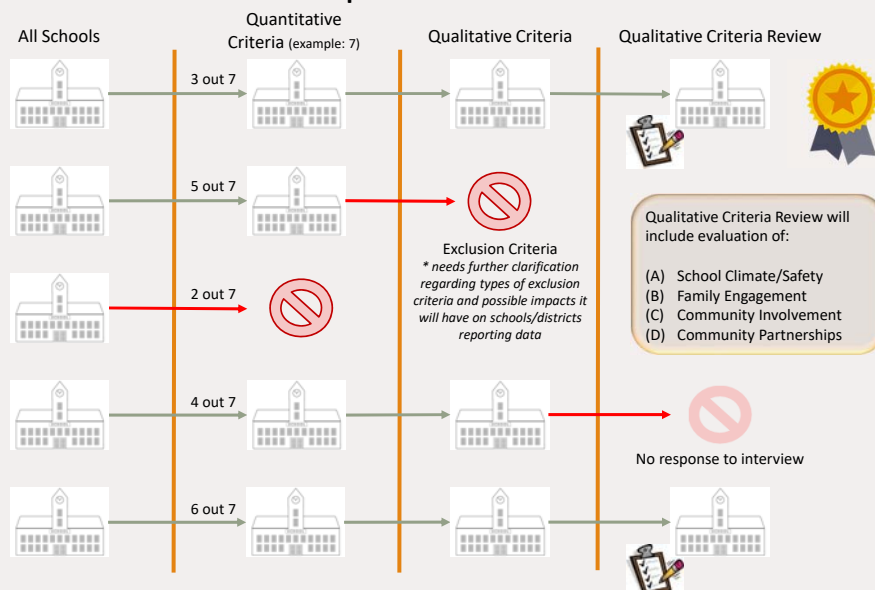 All Schools
Quantitative
Criteria (example: 7)
Qualitative Criteria
Qualitative Criteria Review
3 out 7
5 out 7
Exclusion Criteria
* needs further clarification
regarding types of exclusion
criteria and possible impacts it
will have on schools/districts
reporting data
Qualitative Criteria Review will
include evaluation of:
(A) School Climate/Safety
(B) Family Engagement
(C) Community Involvement
(D) Community Partnerships
2 out 7
4 out 7
No response to interview
6 out 7